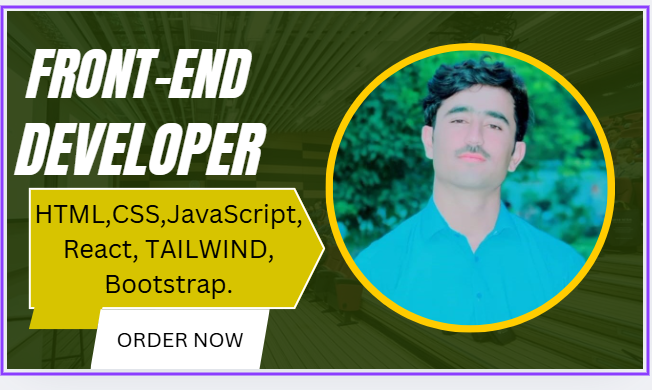 FRONT-END
DEVELOPER
HTML,CSS,JavaScript,
React, TAILWIND,
Bootstrap.
ORDER NOW